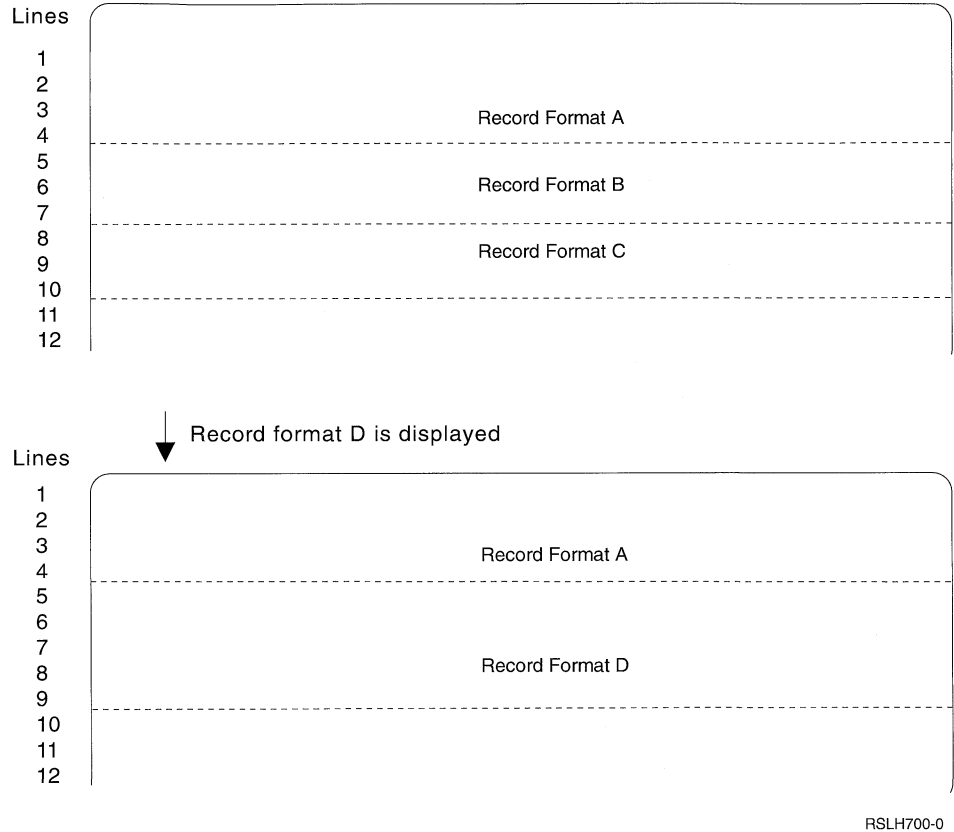 Lines
1
2
3
Record Format A
4
5
6
Record Format B
7
8
Record Format C
9
10
11
12
Record format D is displayed
Lines
1
2
3
Record Format A
4
5
6
7
8
Record Format D
9
10
11
12
RSLH700-0